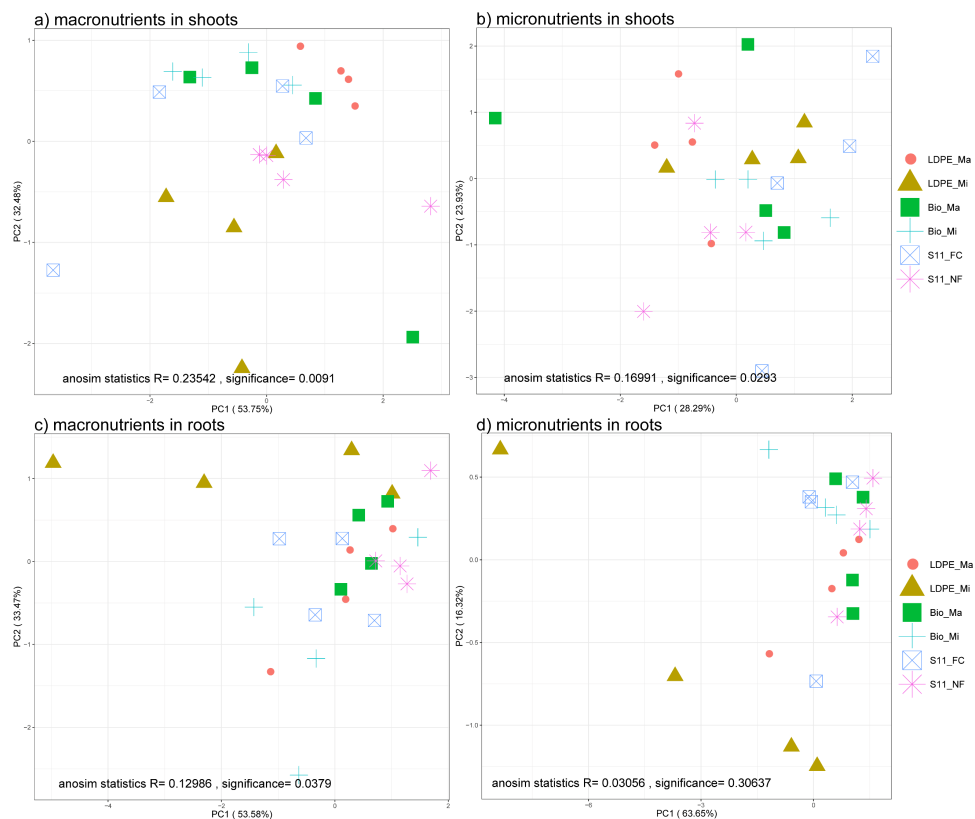 a) macronutrients in shoots
1
0
−1
−2
PC2 ( 32.48%)
anosim statistics R= 0.23542 , significance= 0.0091
−2
0
2
PC1 ( 53.75%)
b) micronutrients in shoots
2
1
0
−1
−2
−3
PC2 ( 23.93%)
anosim statistics R= 0.16991 , significance= 0.0293
−4
−2
0
2
PC1 ( 28.29%)
LDPE_Ma
LDPE_Mi
Bio_Ma
Bio_Mi
S11_FC
S11_NF
c) macronutrients in roots
1
0
−1
−2
PC2 ( 33.47%)
anosim statistics R= 0.12986 , significance= 0.0379
−4
−2
0
2
PC1 ( 53.58%)
d) micronutrients in roots
0.5
0.0
−0.5
−1.0
PC2 ( 16.32%)
anosim statistics R= 0.03056 , significance= 0.30637
−6
−3
0
PC1 ( 63.65%)
LDPE_Ma
LDPE_Mi
Bio_Ma
Bio_Mi
S11_FC
S11_NF